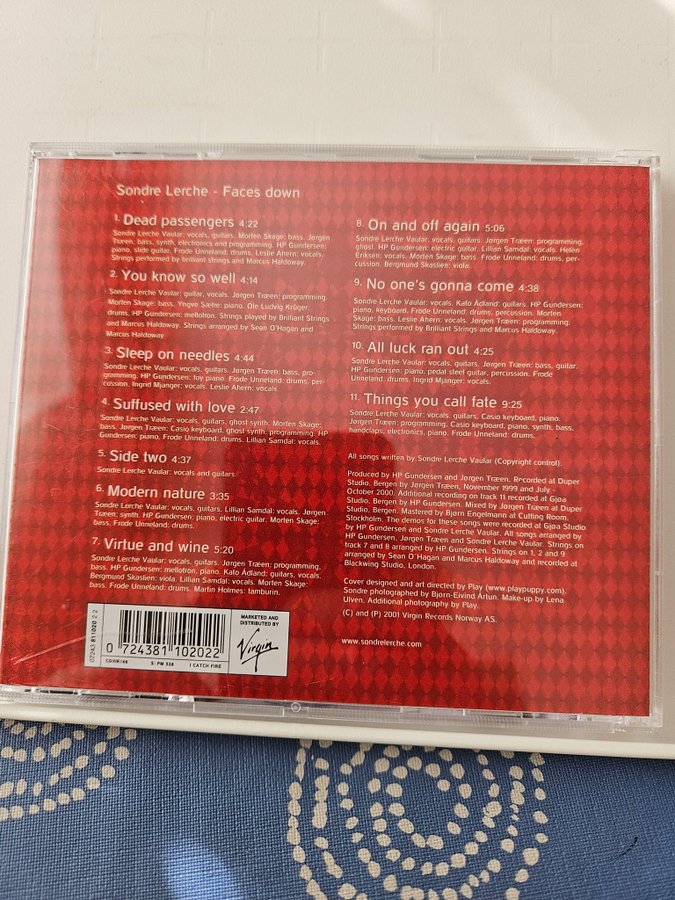 Sondre Lerche - Faces down
1. Dead passengers 4:22
Sondre Lerche Vaular: vocals, guitars. Morten Skage: bass. Jørgen
Træen: bass, synth, electronics and programming. HP Gundersen:
piano, slide guitar. Frode Unneland: drums, Leslie Ahern: vocals.
Strings performed by brilliant strings and Marcus Haldoway.
2. You know so well 4:14
Sondre Lerche Vaular: guitar, vocals. Jørgen Træen: programming.
Morten Skage: bass, Yngve Sætre: piano. Ole Ludvig Krüger:
drums. HP Gundersen: mellotron. Strings played by Brilliant Strings
and Marcus Haldoway. Strings arranged by Sean O'Hagan and
Marcus Haldoway
3. Sleep on needles 4:44
Sondre Lerche Vaular: vocals, guitars. Jørgen Træen: bass, pro-
gramming. HP Gundersen: toy piano. Frode Unneland: drums, per-
cussion, Ingrid Mjanger: vocals. Leslie Ahern: vocals.
4. Suffused with love 2:47
Sondre Lerche Vaular: vocals, guitars, ghost synth. Morten Skage:
bass, Jørgen Træen: Casio keyboard, ghost synth, programming. HP
Gundersen: piano, Frode Unneland: drums, Lillian Samdal: vocals.
5. Side two 4:37
Sondre Lerche Vaular: vocals and guitars.
6. Modern nature 3:35
Sondre Lerche Vaular: vocals, guitars. Lillian Samdal: vocals, Jørgen
Træen: synth. HP Gundersen: piano, electric guitar. Morten Skage:
bass, Frode Unneland: drums.
7. Virtue and wine 5:20
Sondre Lerche Vaular: vocals, guitars, Jørgen Træen: programming,
bass. HP Gundersen: mellotron, piano. Kato Ådland: guitars, vocals.
Bergmund Skaslien: viola. Lillian Samdal: vocals. Morten Skage:
bass. Frode Unneland: drums. Martin Holmes: tamburin.
8. On and off again 5:06
Sondre Lerche Vaular: vocals, guitars, Jørgen Træen: programming,
ghost. HP Gundersen: electric guitar, Lillian Samdal: vocals. Helen
Eriksen: vocals. Morten Skage: bass. Frode Unneland: drums, per-
cussion. Bergmund Skaslien: viola.
9. No one's gonna come 4:38
Sondre Lerche Vaular: vocals, Kato Ådland: guitars. HP Gundersen:
piano, keyboard. Frode Unneland: drums, percussion. Morten
Skage: bass, Leslie Ahern: vocals. Jørgen Træen: programming.
Strings performed by Brilliant Strings and Marcus Haldoway.
10. All luck ran out 4:25
Sondre Lerche Vaular: vocals, guitars, Jørgen Træen: bass, guitar.
HP Gundersen: piano, pedal steel guitar, percussion. Frode
Unneland: drums, Ingrid Mjanger: vocals.
11. Things you call fate 9:25
Sondre Lerche Vaular: vocals, guitars, Casio keyboard, piano,
Jørgen Træen: programming, Casio keyboard, piano, synth, bass,
handclaps, electronics, piano. Frode Unneland: drums.
All songs written by Sondre Lerche Vaular (Copyright control).
Produced by HP Gundersen and Jørgen Træen. Recorded at Duper
Studio, Bergen by Jørgen Træen, November 1999 and July -
October 2000. Additional recording on track 11 recorded at Gjøa
Studio, Bergen by HP Gundersen. Mixed by Jørgen Træen at Duper
Studio, Bergen. Mastered by Bjørn Engelmann at Cutting Room,
Stockholm. The demos for these songs were recorded at Gjøa Studio
by HP Gundersen and Sondre Lerche Vaular. All songs arranged by
HP Gundersen, Jørgen Træen and Sondre Lerche Vaular. Strings on
track 7 and 8 arranged by HP Gundersen. Strings on 1, 2 and 9
arranged by Sean O'Hagan and Marcus Haldoway and recorded at
Blackwing Studio, London.
Cover designed and art directed by Play (www.playpuppy.com).
Sondre photographed by Bjørn-Eivind Årtun. Make-up by Lena
Ulven. Additional photography by Play.
(C) and (P) 2001 Virgin Records Norway AS.
www.sondrelerche.com
07243 811020 2 2
0 724381 102022
CDVIR148 5: PM 538 I CATCH FIRE
MARKETED AND
DISTRIBUTED BY
Virgin